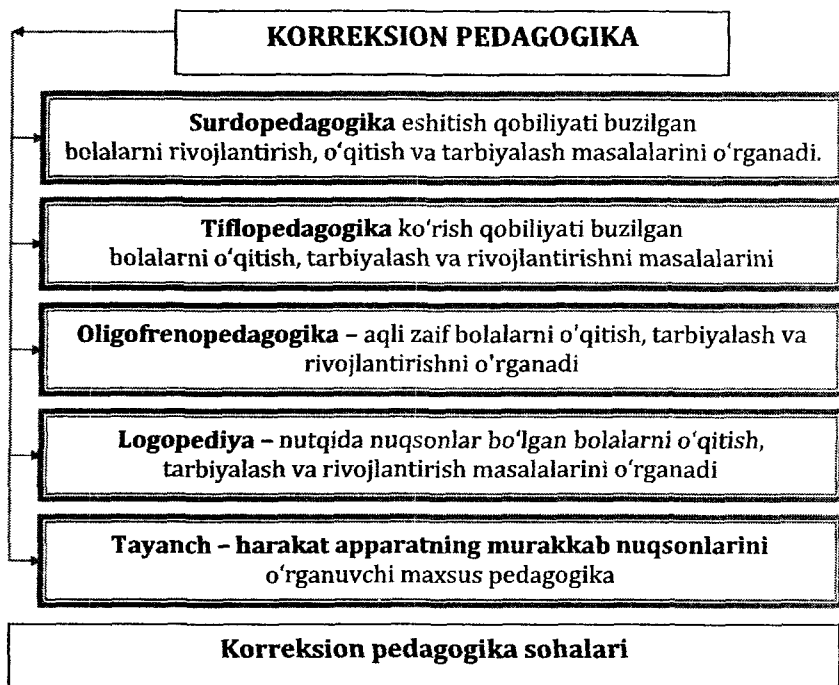 KORREKSION PEDAGOGIKA
Surdopedagogika eshitish qobiliyati buzilgan
bolalarni rivojlantirish, o‘qitish va tarbiyalash masalalarini o‘rganadi.
Tiflopedagogika ko‘rish qobiliyati buzilgan
bolalarni o‘qitish, tarbiyalash va rivojlantirishni masalalarini
Oligofrenopedagogika – aqli zaif bolalarni o‘qitish, tarbiyalash va
rivojlantirishni o‘rganadi
Logopediya – nutqida nuqsonlar bo‘lgan bolalarni o‘qitish,
tarbiyalash va rivojlantirish masalalarini o‘rganadi
Tayanch – harakat apparatning murakkab nuqsonlarini
o‘rganuvchi maxsus pedagogika
Korreksion pedagogika sohalari